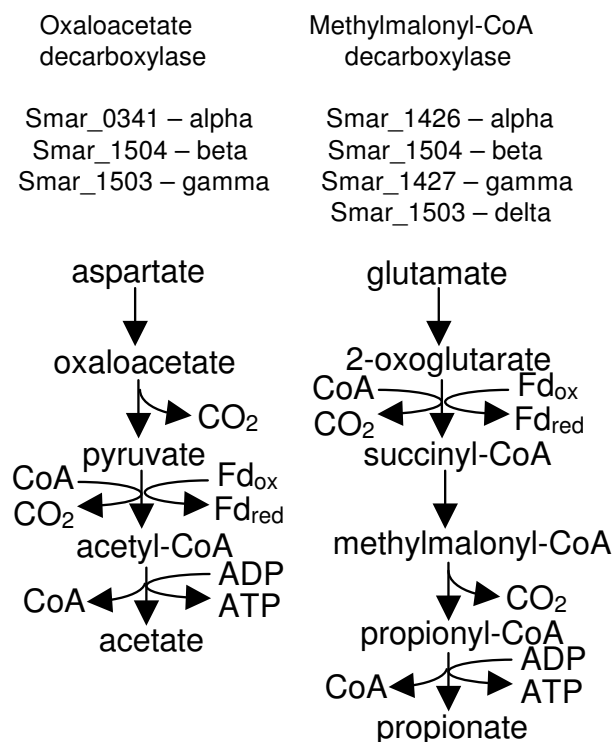 Oxaloacetate
decarboxylase
Smar_0341 – alpha
Smar_1504 – beta
Smar_1503 – gamma
aspartate
oxaloacetate
CO2
pyruvate
CoA Fdox
CO2 Fdred
acetyl-CoA
ADP
CoA ATP
acetate
Methylmalonyl-CoA
decarboxylase
Smar_1426 – alpha
Smar_1504 – beta
Smar_1427 – gamma
Smar_1503 – delta
glutamate
2-oxoglutarate
CoA Fdox
CO2 Fdred
succinyl-CoA
methylmalonyl-CoA
CO2
propionyl-CoA
ADP
CoA ATP
propionate